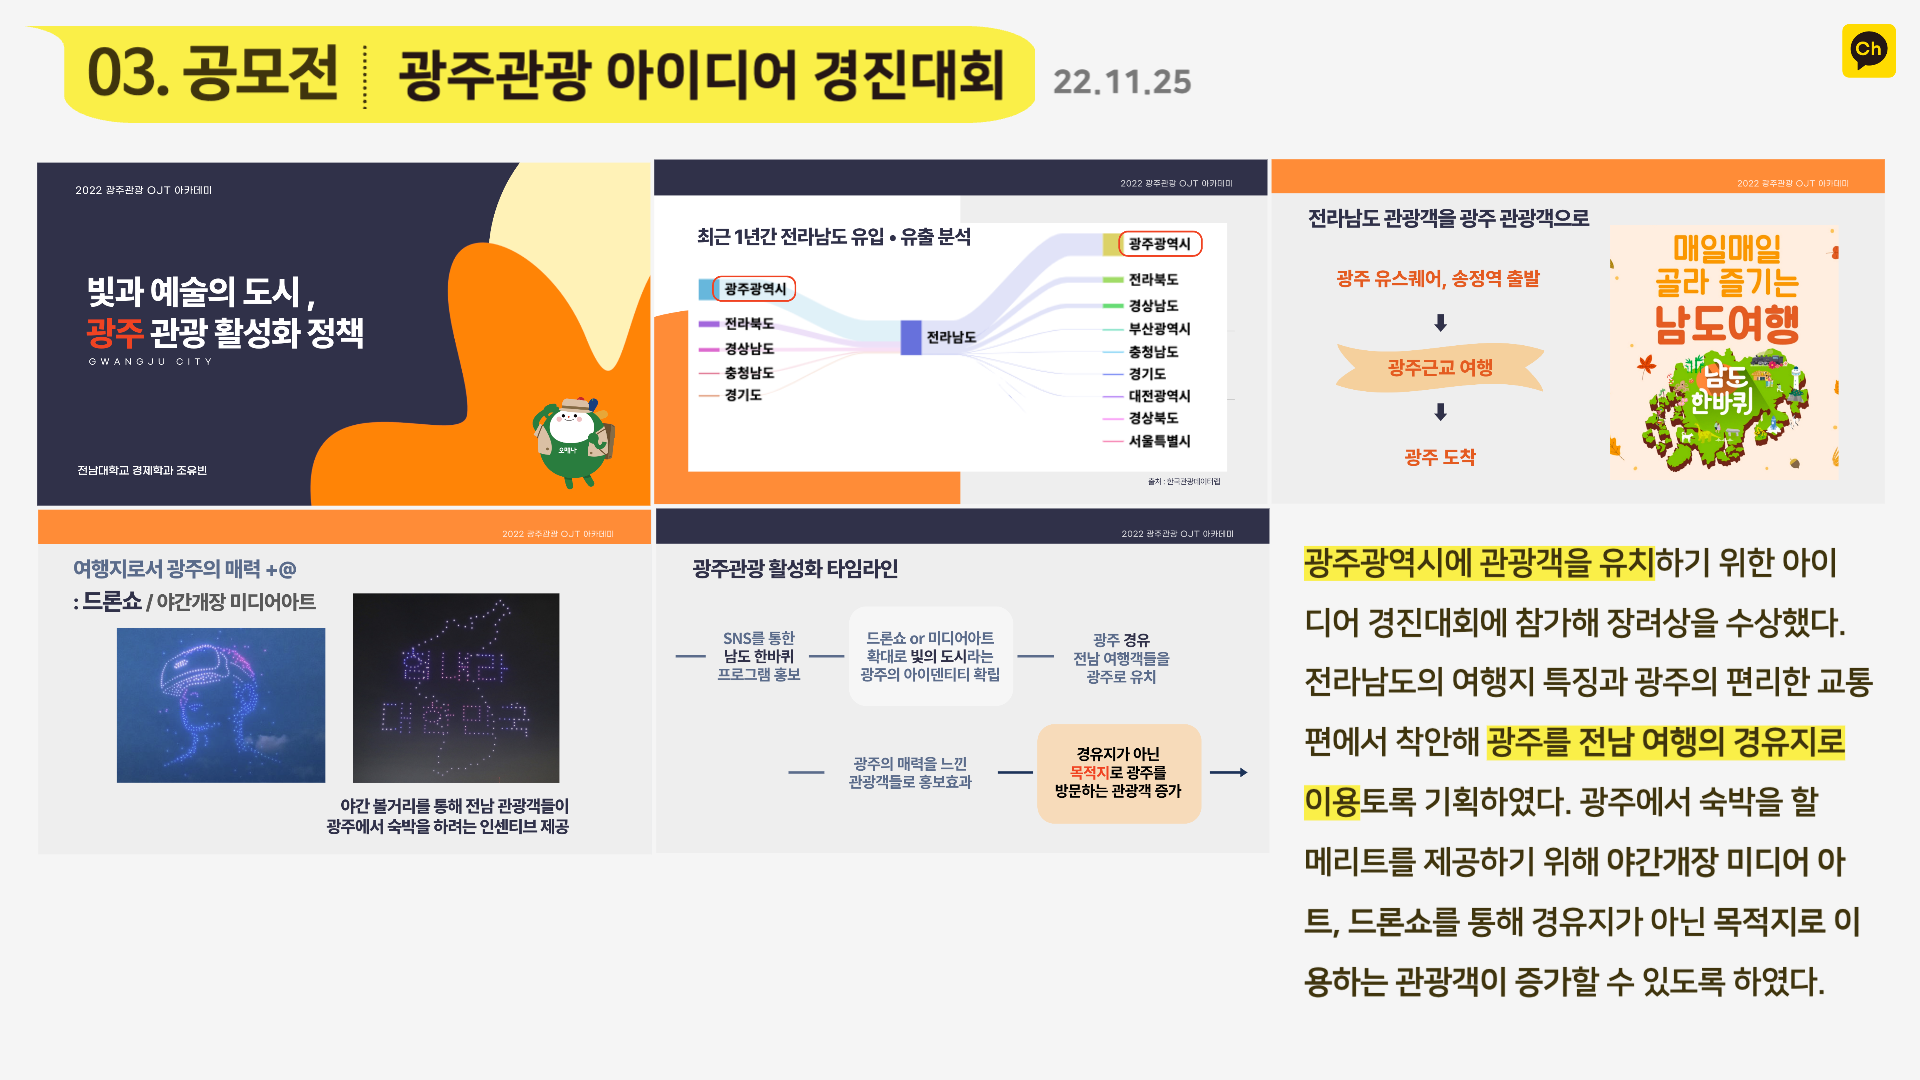 03. 공모전
광주관광 아이디어 경진대회
22.11.25
Ch
2022 광주관광 OJT 아카데미
빛과 예술의 도시 ,
광주 관광 활성화 정책
GWANGJU CITY
오매나
전남대학교 경제학과 조유빈
2022 광주관광 OJT 아카데미
최근 1년간 전라남도 유입 • 유출 분석
광주광역시
전라북도
경상남도
충청남도
경기도
전라남도
광주광역시
전라북도
경상남도
부산광역시
충청남도
경기도
대전광역시
경상북도
서울특별시
출처 : 한국관광데이터랩
2022 광주관광 OJT 아카데미
전라남도 관광객을 광주 관광객으로
광주 유스퀘어, 송정역 출발
광주근교 여행
광주 도착
매일매일
골라 즐기는
남도여행
남도
한바퀴
2022 광주관광 OJT 아카데미
여행지로서 광주의 매력 +@
: 드론쇼 / 야간개장 미디어아트
힘내라
대한민국
야간 볼거리를 통해 전남 관광객들이
광주에서 숙박을 하려는 인센티브 제공
2022 광주관광 OJT 아카데미
광주관광 활성화 타임라인
SNS를 통한
남도 한바퀴
프로그램 홍보
드론쇼 or 미디어아트
확대로 빛의 도시라는
광주의 아이덴티티 확립
광주 경유
전남 여행객들을
광주로 유치
광주의 매력을 느낀
관광객들로 홍보효과
경유지가 아닌
목적지로 광주를
방문하는 관광객 증가
광주광역시에 관광객을 유치하기 위한 아이
디어 경진대회에 참가해 장려상을 수상했다.
전라남도의 여행지 특징과 광주의 편리한 교통
편에서 착안해 광주를 전남 여행의 경유지로
이용토록 기획하였다. 광주에서 숙박을 할
메리트를 제공하기 위해 야간개장 미디어 아
트, 드론쇼를 통해 경유지가 아닌 목적지로 이
용하는 관광객이 증가할 수 있도록 하였다.